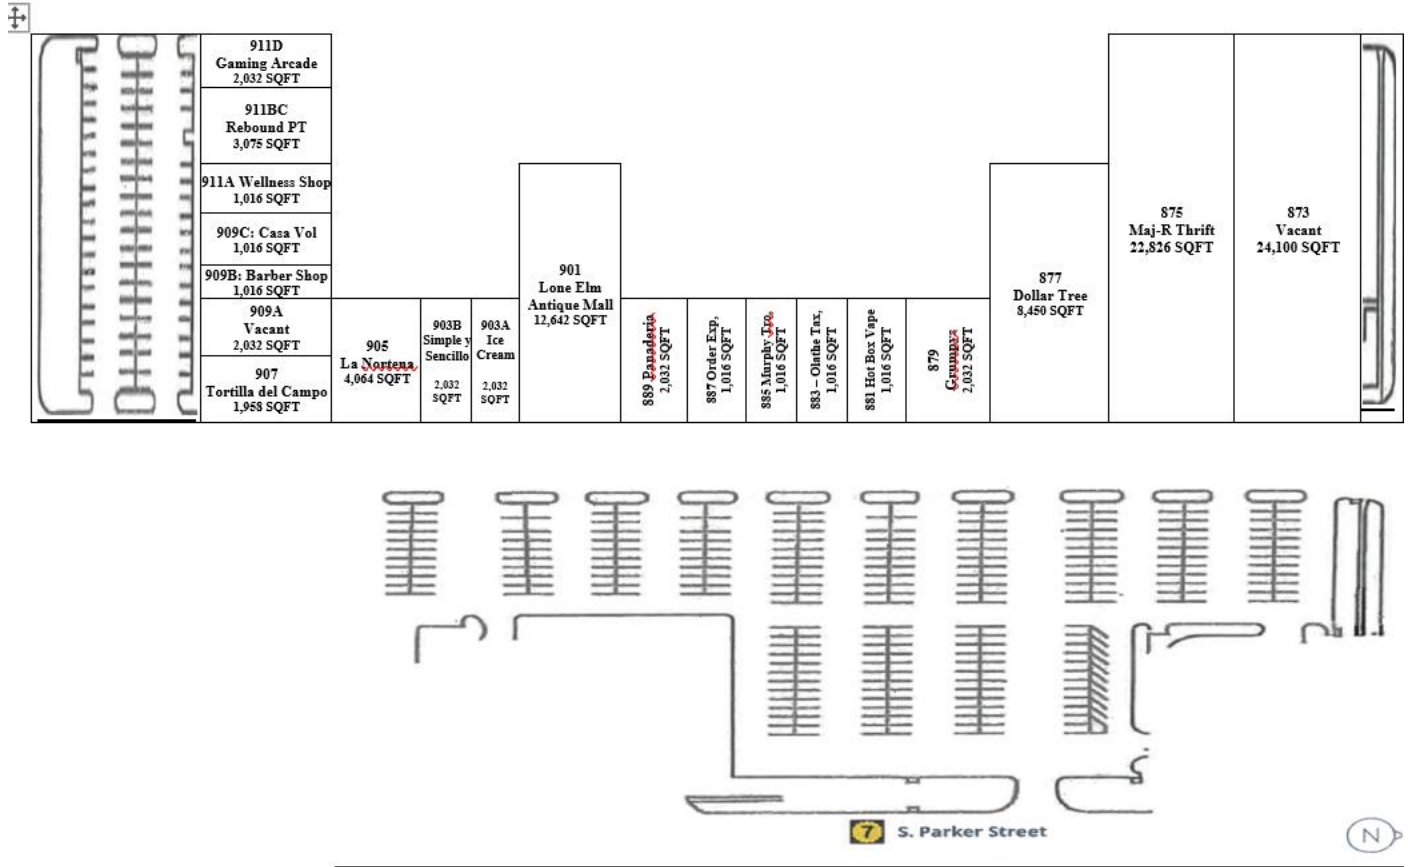 911D
Gaming Arcade
2,032 SQFT
911BC
Rebound PT
3,075 SQFT
911A Wellness Shop
1,016 SQFT
909C: Casa Vol
1,016 SQFT
909B: Barber Shop
1,016 SQFT
909A
Vacant
2,032 SQFT
907
Tortilla del Campo
1,958 SQFT
905
La Nortena
4,064 SQFT
903B
Simple y
Sencillo
2,032
SQFT
903A
Ice
Cream
2,032
SQFT
901
Lone Elm
Antique Mall
12,642 SQFT
889 Panaderia
2,032 SQFT
887 Order Exp,
1,016 SQFT
885 Murphy Tro,
1,016 SQFT
883 – Olathe Tax,
1,016 SQFT
881 Hot Box Vape
1,016 SQFT
879
Grumpys
2,032 SQFT
877
Dollar Tree
8,450 SQFT
875
Maj-R Thrift
22,826 SQFT
873
Vacant
24,100 SQFT
7 S. Parker Street
N